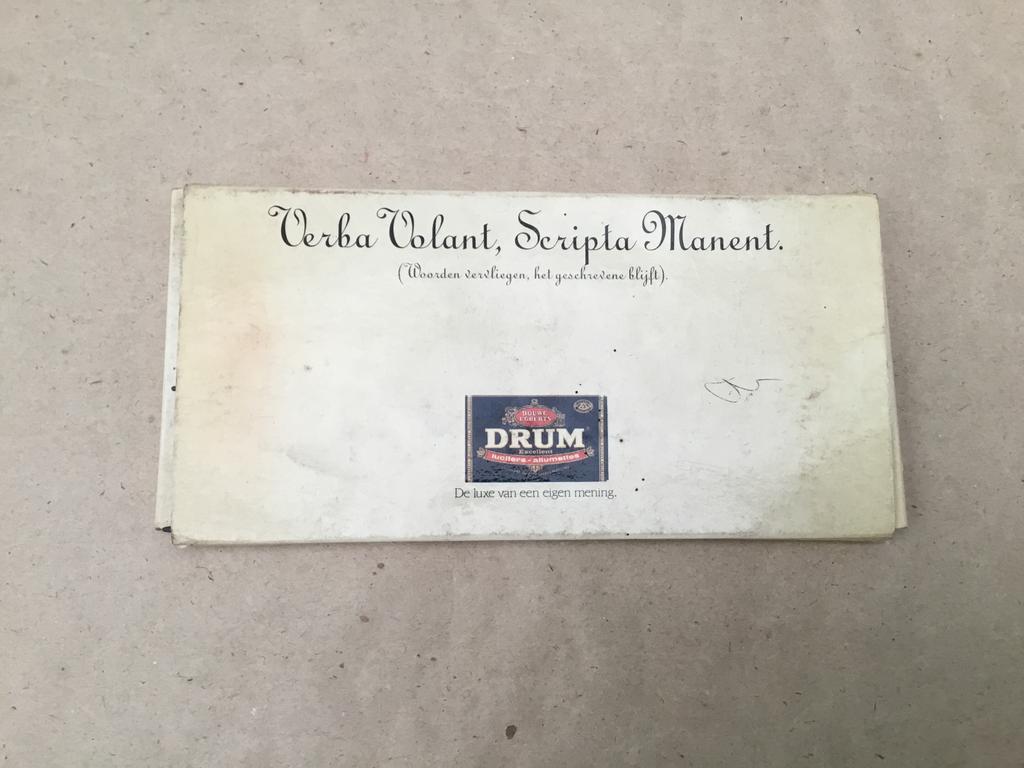 Verba Volant, Scripta Manent.
(Woorden vervliegen, het geschrevene blijft).
DOUWE
EGBERTS
DRUM
Excellent
lucifers - allumettes
De luxe van een eigen mening.